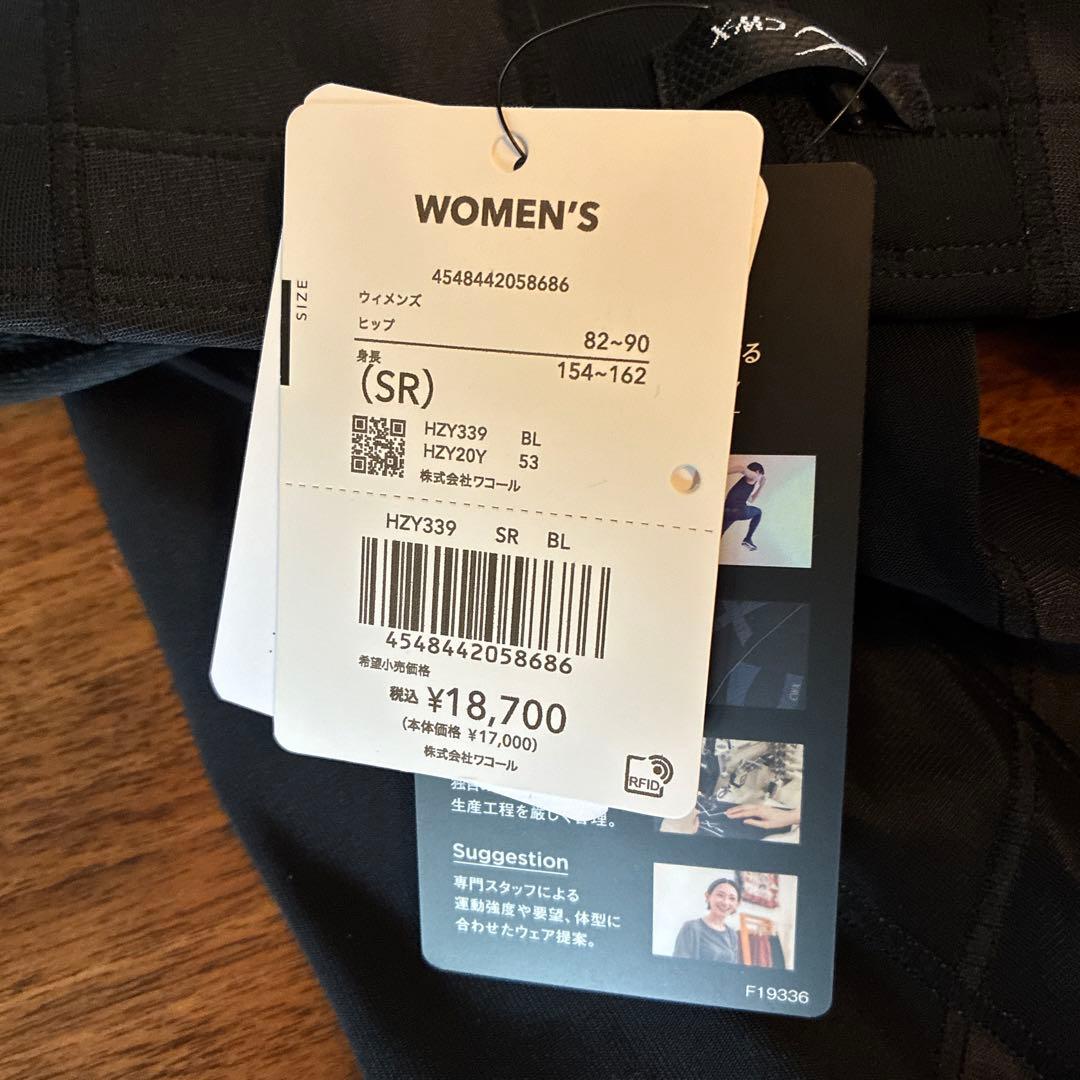 CW-X
WOMEN'S
4548442058686
SIZE
ウィメンズ
ヒップ 82~90
身長 154~162
(SR)
HZY339 BL
HZY20Y 53
株式会社ワコール
HZY339 SR BL
4548442058686
希望小売価格
税込 ¥18,700
(本体価格 ¥17,000)
株式会社ワコール
RFID
る
生産工程を厳しく管理。
Suggestion
専門スタッフによる
運動強度や要望、体型に
合わせたウェア提案。
F19336